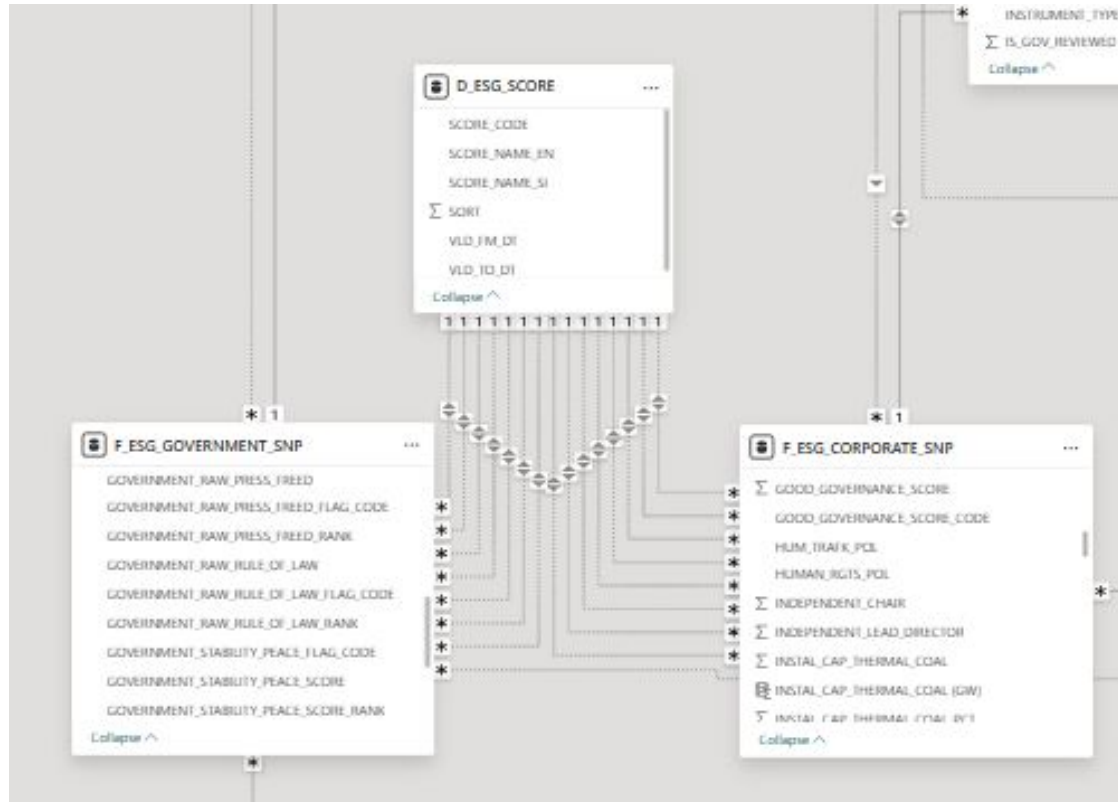 INSTRUMENT_TYPE
Σ IS_GOV_REVIEWED
Collapse
D_ESG_SCORE
...
SCORE_CODE
SCORE_NAME_EN
SCORE_NAME_SI
Σ SORT
VLD_FM_DT
VLD_TO_DT
Collapse
1 1 1 1 1 1 1 1 1 1 1 1 1 1 1
* 1
* 1
F_ESG_GOVERNMENT_SNP
...
GOVERNMENT_RAW_PRESS_FREED
GOVERNMENT_RAW_PRESS_FREED_FLAG_CODE
GOVERNMENT_RAW_PRESS_FREED_RANK
GOVERNMENT_RAW_RULE_OF_LAW
GOVERNMENT_RAW_RULE_OF_LAW_FLAG_CODE
GOVERNMENT_RAW_RULE_OF_LAW_RANK
GOVERNMENT_STABILITY_PEACE_FLAG_CODE
GOVERNMENT_STABILITY_PEACE_SCORE
GOVERNMENT_STABILITY_PEACE_SCORE_RANK
Collapse
F_ESG_CORPORATE_SNP
...
Σ GOOD_GOVERNANCE_SCORE
GOOD_GOVERNANCE_SCORE_CODE
HUM_TRAFK_POL
HUMAN_RGTS_POL
Σ INDEPENDENT_CHAIR
Σ INDEPENDENT_LEAD_DIRECTOR
Σ INSTAL_CAP_THERMAL_COAL
INSTAL_CAP_THERMAL_COAL (GW)
Σ INSTAL_CAP_THERMAL_COAL_PCT
Collapse